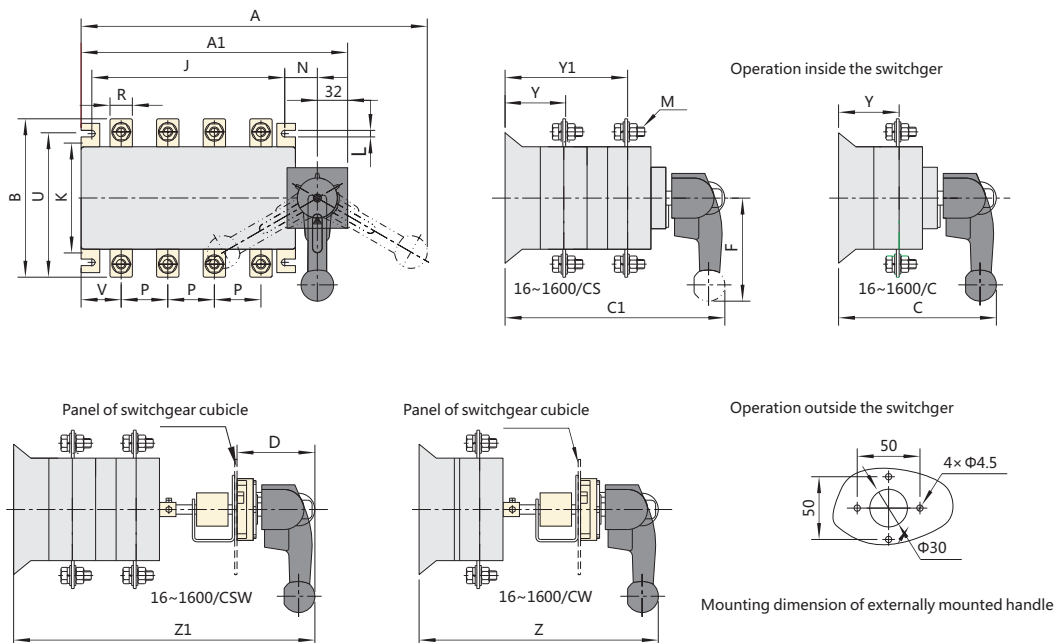 A
A1
J
N
R
32
B
U
K
L
V
P
P
P
Y1
Y
M
F
16~1600/CS
C1
Operation inside the switchger
Y
16~1600/C
C
Panel of switchgear cubicle
D
16~1600/CSW
Z1
Panel of switchgear cubicle
16~1600/CW
Z
Operation outside the switchger
50
4×Φ4.5
50
Φ30
Mounting dimension of externally mounted handle